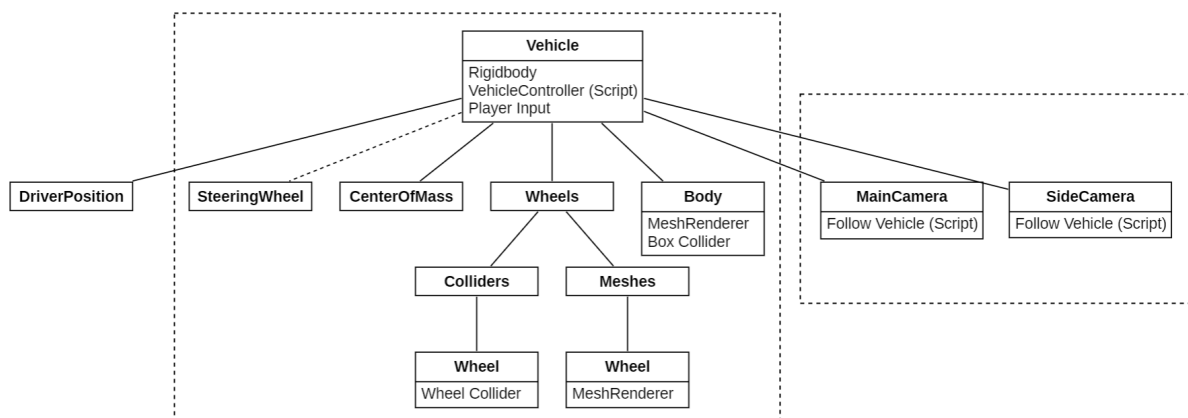 Vehicle
Rigidbody
VehicleController (Script)
Player Input
DriverPosition
SteeringWheel
CenterOfMass
Wheels
Body
MeshRenderer
Box Collider
MainCamera
Follow Vehicle (Script)
SideCamera
Follow Vehicle (Script)
Colliders
Meshes
Wheel
Wheel Collider
Wheel
MeshRenderer